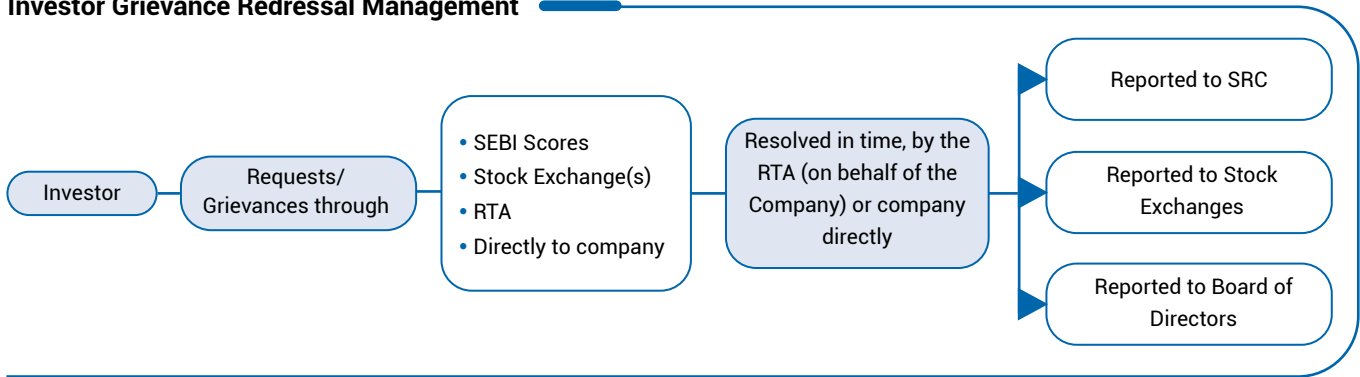 Investor Grievance Redressal Management
Investor
Requests/
Grievances through
• SEBI Scores
• Stock Exchange(s)
• RTA
• Directly to company
Resolved in time, by the
RTA (on behalf of the
Company) or company
directly
Reported to SRC
Reported to Stock
Exchanges
Reported to Board of
Directors